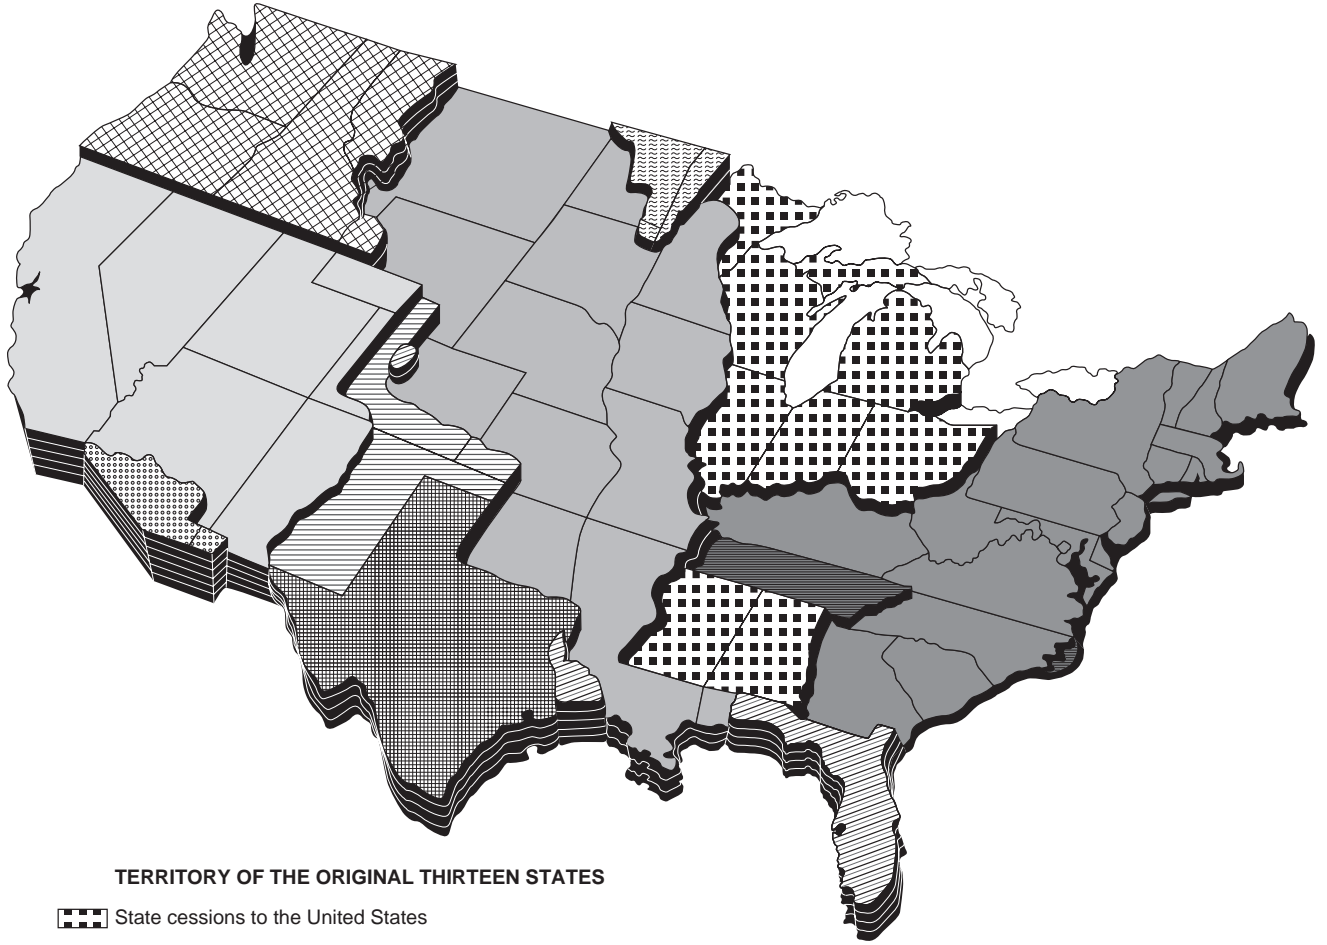 TERRITORY OF THE ORIGINAL THIRTEEN STATES
State cessions to the United States